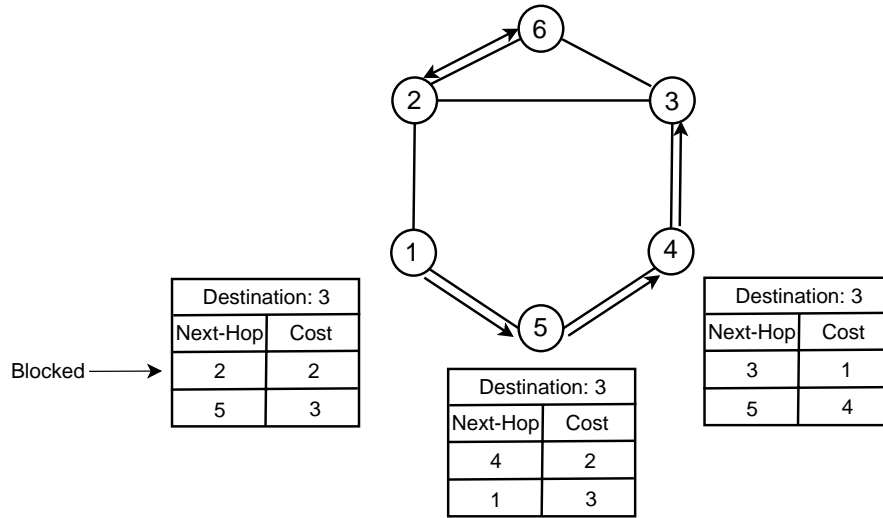 6
2
3
1
4
5
Blocked
Destination: 3
Next-Hop Cost
2 2
5 3
Destination: 3
Next-Hop Cost
4 2
1 3
Destination: 3
Next-Hop Cost
3 1
5 4